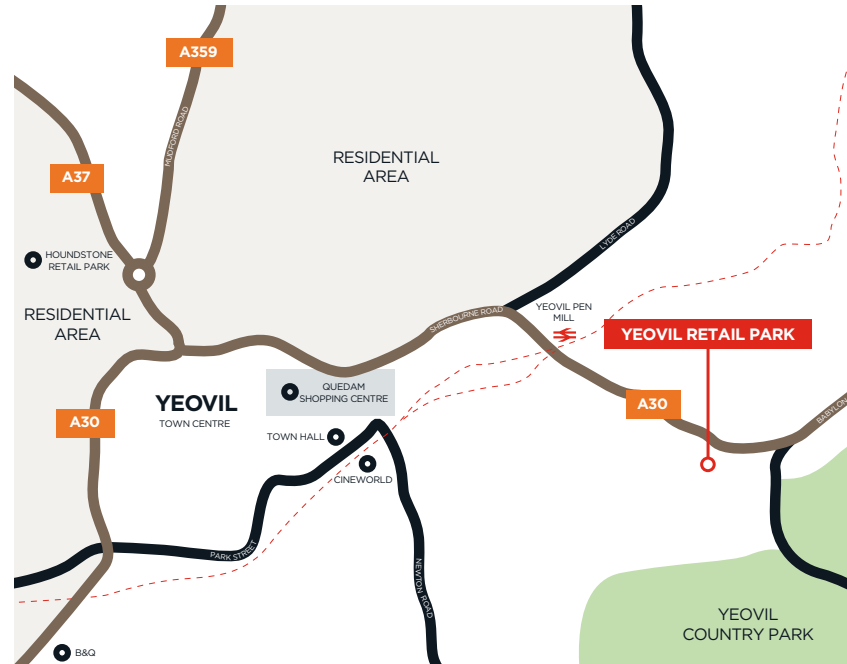 A359
MUDFORD ROAD
RESIDENTIAL
AREA
A37
LYDE ROAD
HOUNDSTONE
RETAIL PARK
RESIDENTIAL
AREA
SHERBOURNE ROAD
YEOVIL PEN
MILL
YEOVIL RETAIL PARK
QUEDAM
SHOPPING CENTRE
YEOVIL
TOWN CENTRE
A30
A30
BABYLON
TOWN HALL
CINEWORLD
PARK STREET
NEWTON ROAD
YEOVIL
COUNTRY PARK
B&Q